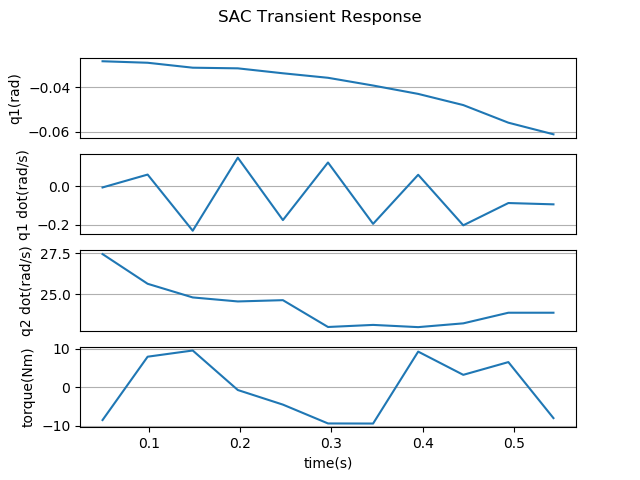 SAC Transient Response
q1(rad)
−0.04
−0.06
q1 dot(rad/s)
0.0
−0.2
q2 dot(rad/s)
27.5
25.0
torque(Nm)
10
0
−10
0.1 0.2 0.3 0.4 0.5
time(s)